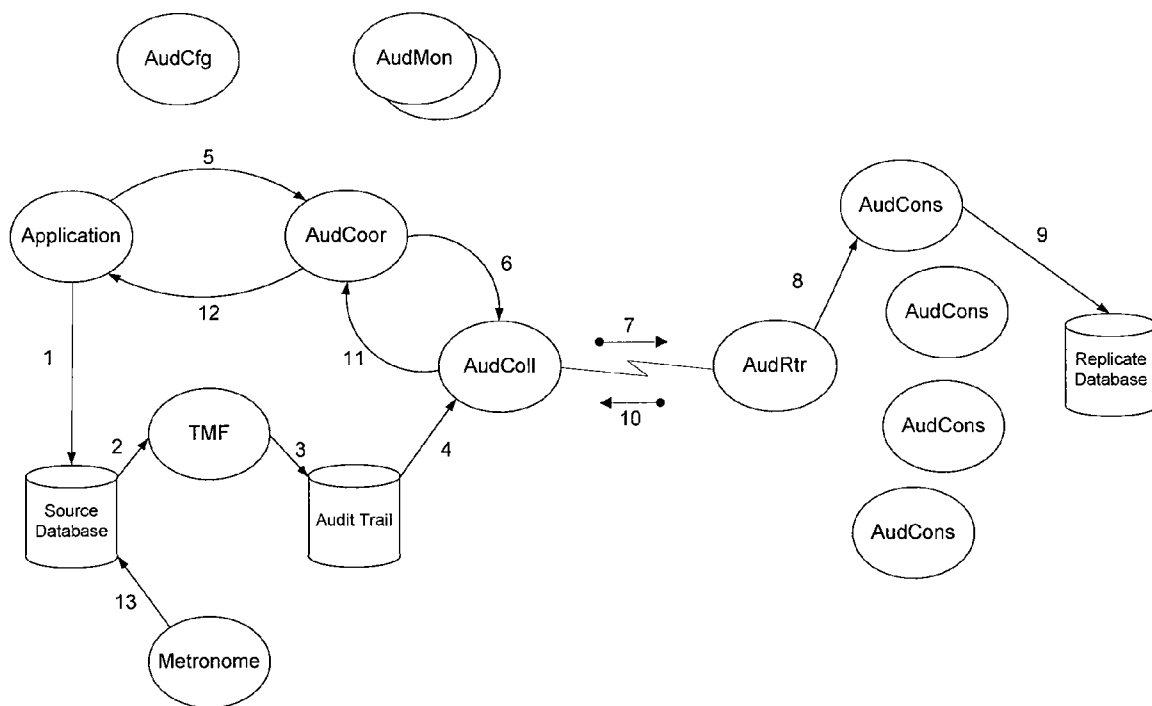 AudCfg
AudMon
5
Application
AudCoor
AudCons
6
9
8
12
AudCons
1
11
7
AudColl
AudRtr
Replicate
Database
10
TMF
2
3
4
AudCons
Source
Database
Audit Trail
AudCons
13
Metronome